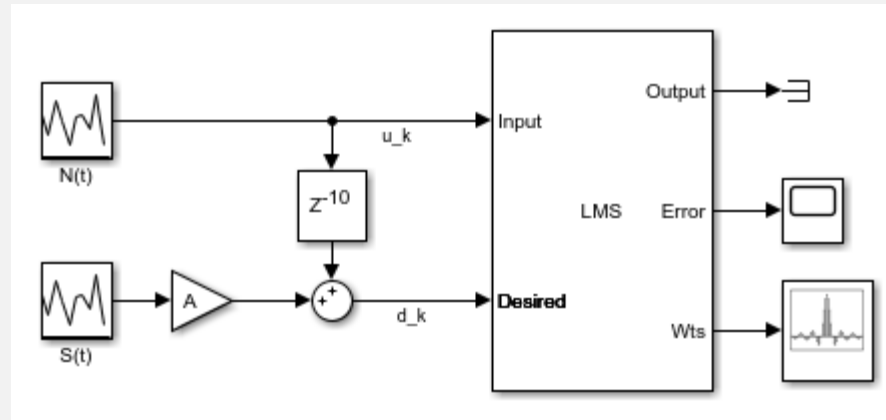 Output
Input
u_k
N(t)
Z-10
LMS
Error
A
Desired
d_k
Wts
S(t)